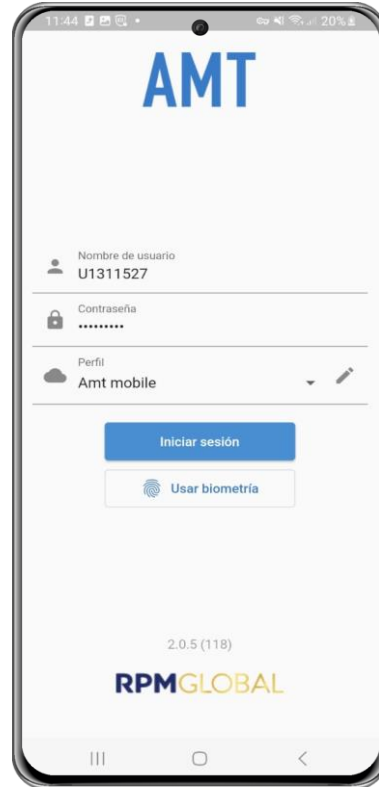 11:44 20%
AMT
Nombre de usuario
U1311527
Contraseña
•••••••••
Perfil
Amt mobile
Iniciar sesión
Usar biometría
2.0.5 (118)
RPMGLOBAL